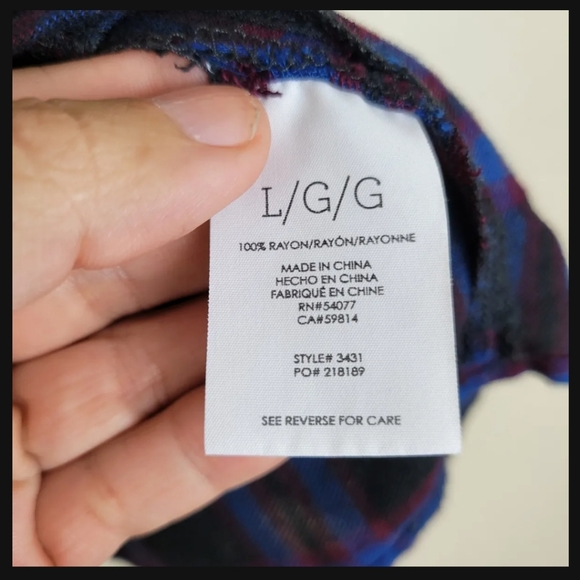 L/G/G
100% RAYON/RAYÓN/RAYONNE
MADE IN CHINA
HECHO EN CHINA
FABRIQUÉ EN CHINE
RN#54077
CA#59814
STYLE# 3431
PO# 218189
SEE REVERSE FOR CARE